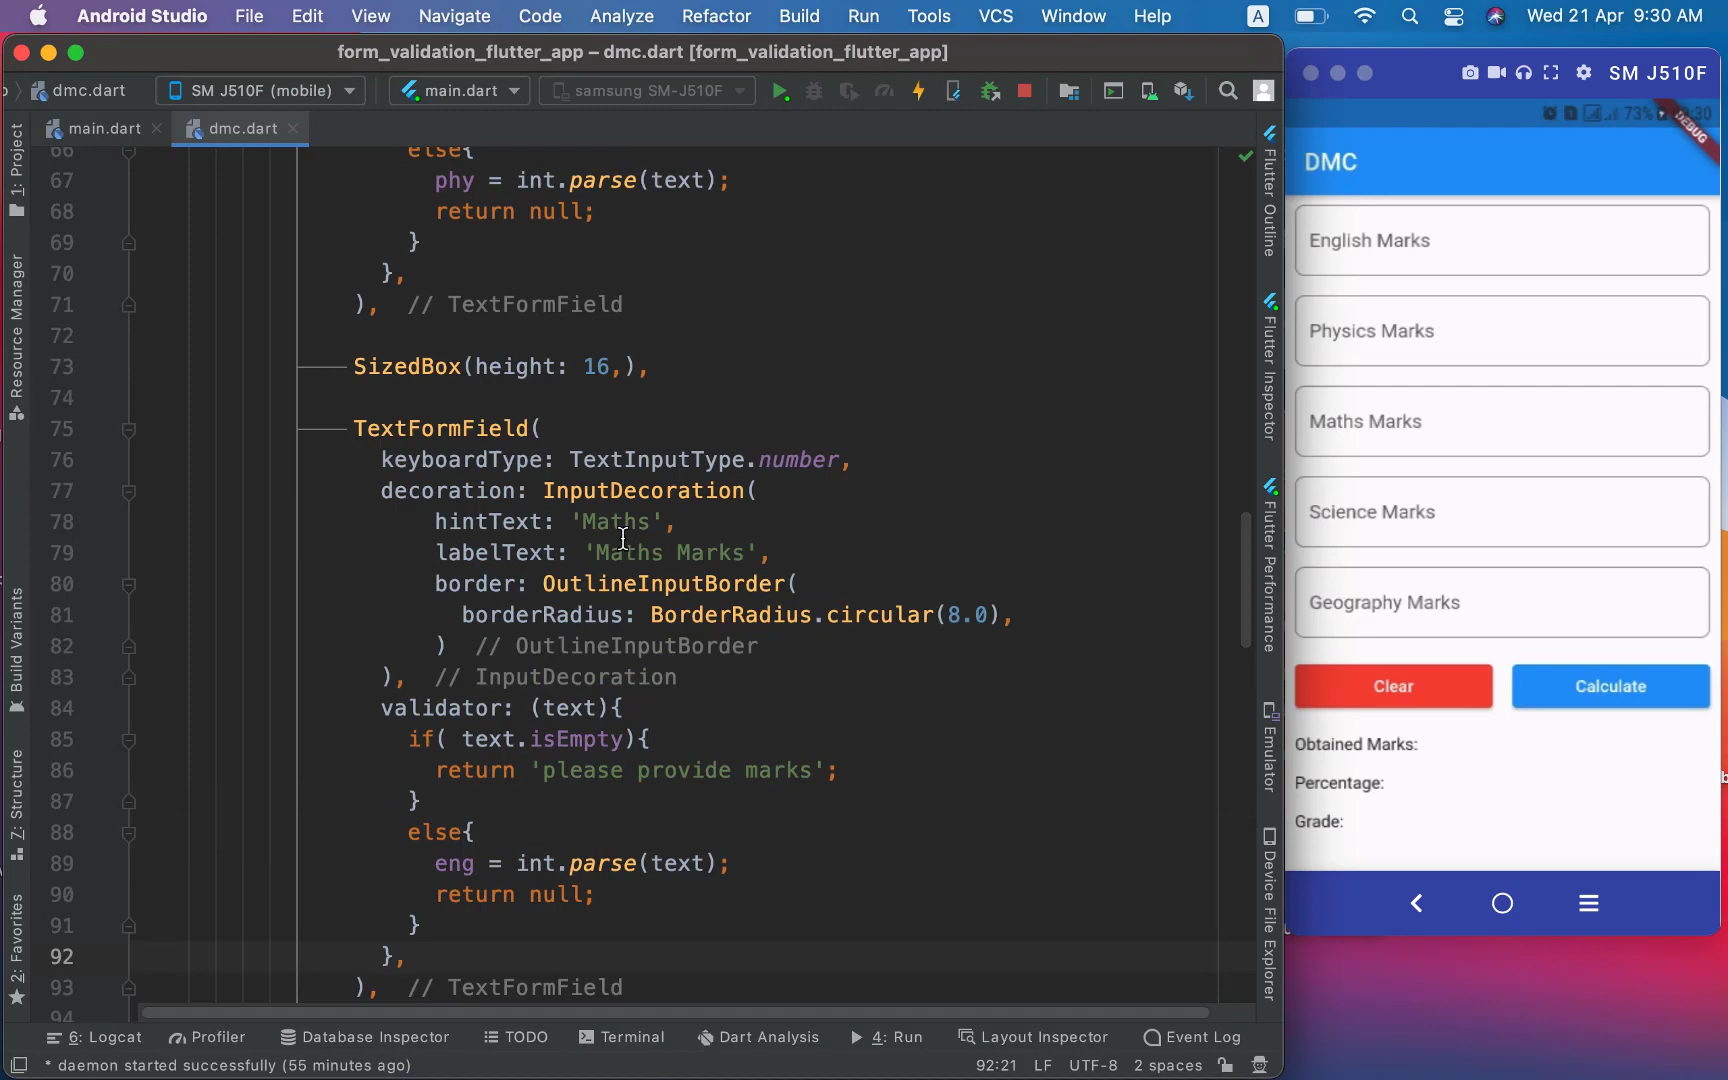 Android Studio File Edit View Navigate Code Analyze Refactor Build Run Tools VCS Window Help A Wed 21 Apr 9:30 AM
form_validation_flutter_app – dmc.dart [form_validation_flutter_app]
dmc.dart SM J510F (mobile) main.dart samsung SM-J510F
main.dart dmc.dart
1: Project
Resource Manager
Build Variants
7: Structure
2: Favorites
66 else{
67 phy = int.parse(text);
68 return null;
69 }
70 },
71 ), // TextFormField
72
73 SizedBox(height: 16,),
74
75 TextFormField(
76 keyboardType: TextInputType.number,
77 decoration: InputDecoration(
78 hintText: 'Maths',
79 labelText: 'Maths Marks',
80 border: OutlineInputBorder(
81 borderRadius: BorderRadius.circular(8.0),
82 ) // OutlineInputBorder
83 ), // InputDecoration
84 validator: (text){
85 if( text.isEmpty){
86 return 'please provide marks';
87 }
88 else{
89 eng = int.parse(text);
90 return null;
91 }
92 },
93 ), // TextFormField
94
Flutter Outline
Flutter Inspector
Flutter Performance
Emulator
Device File Explorer
6: Logcat Profiler Database Inspector TODO Terminal Dart Analysis 4: Run Layout Inspector Event Log
* daemon started successfully (55 minutes ago) 92:21 LF UTF-8 2 spaces
SM J510F
73%
DEBUG
DMC
English Marks
Physics Marks
Maths Marks
Science Marks
Geography Marks
Clear Calculate
Obtained Marks:
Percentage:
Grade: